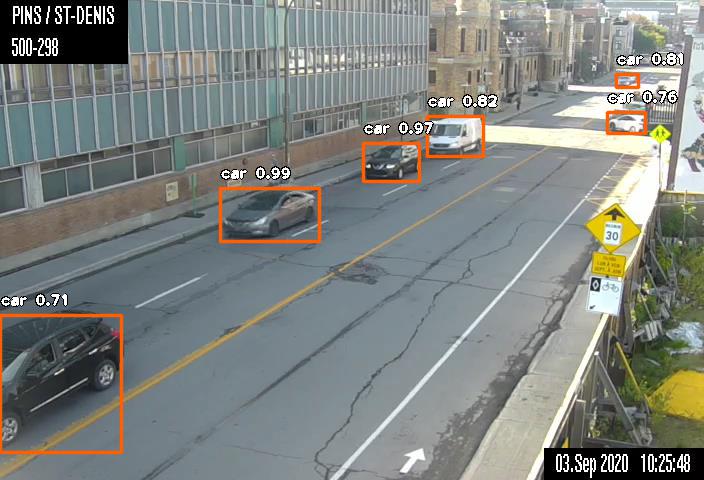 PINS / ST-DENIS
500-298
car 0.81
car 0.76
car 0.82
car 0.97
car 0.99
car 0.71
MAXIMUM
30
03.Sep 2020 10:25:48